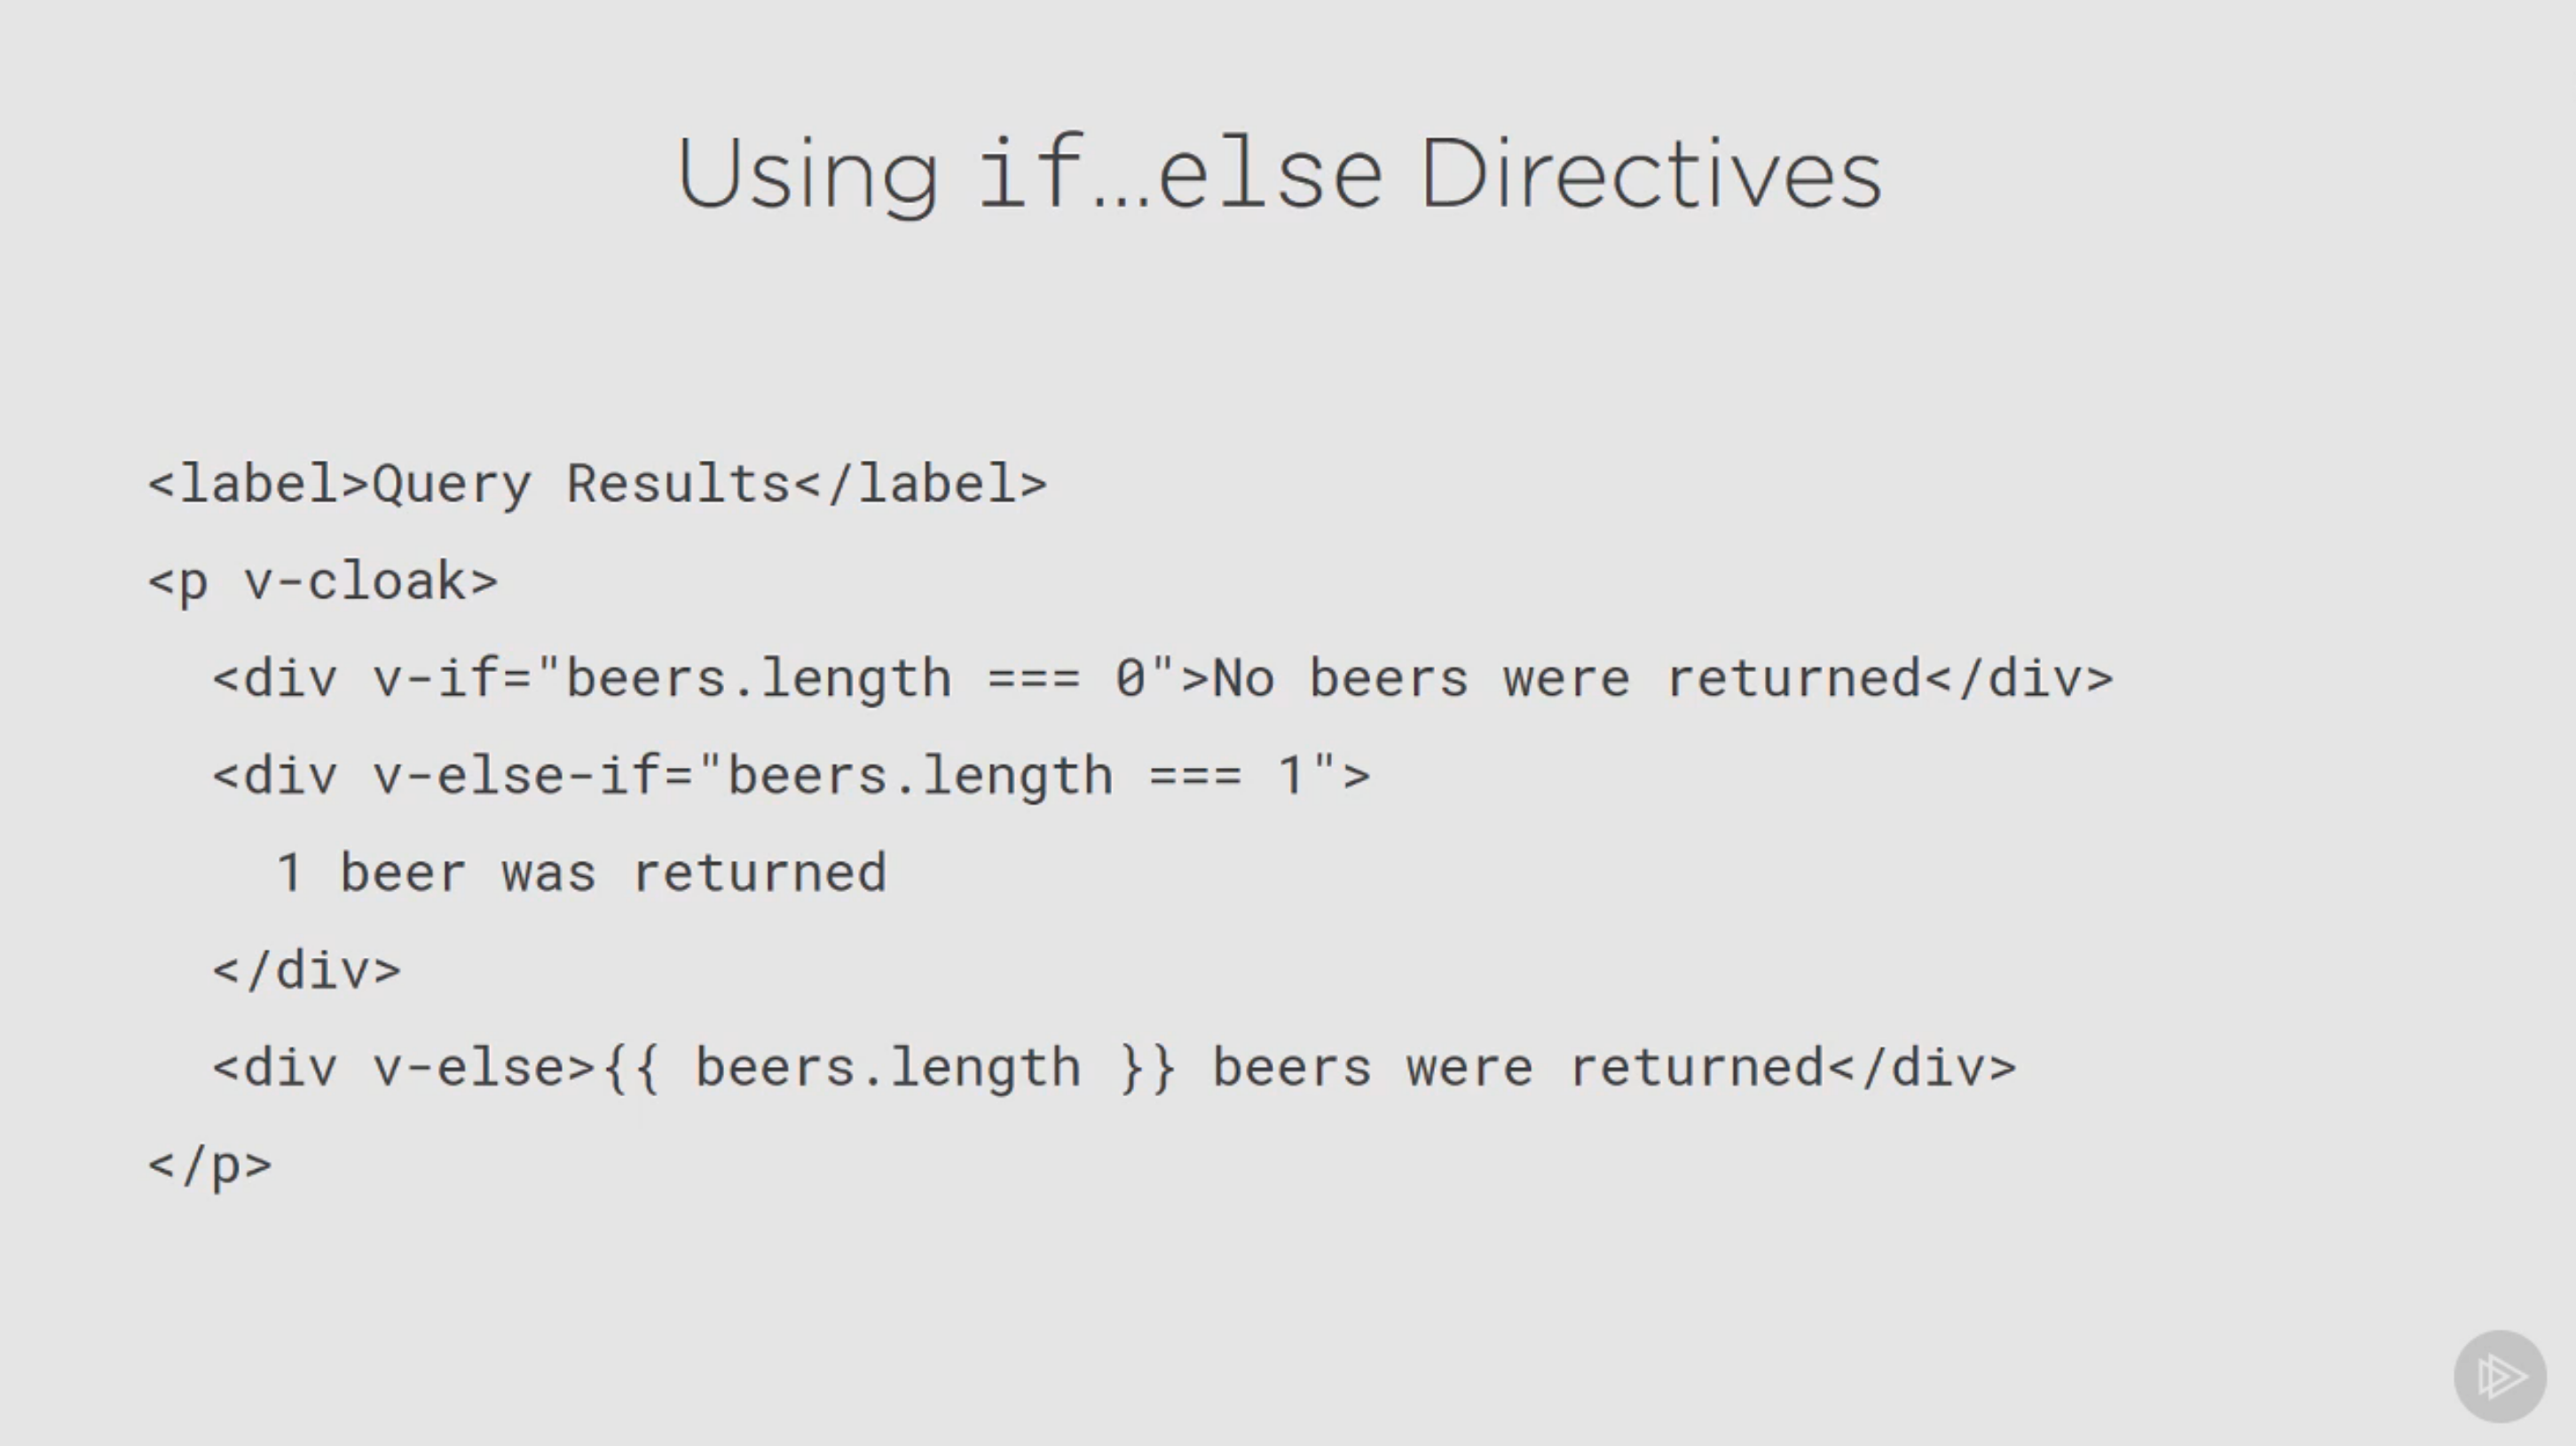 Using if...else Directives
<label>Query Results</label>
<p v-cloak>
  <div v-if="beers.length === 0">No beers were returned</div>
  <div v-else-if="beers.length === 1">
    1 beer was returned
  </div>
  <div v-else>{{ beers.length }} beers were returned</div>
</p>